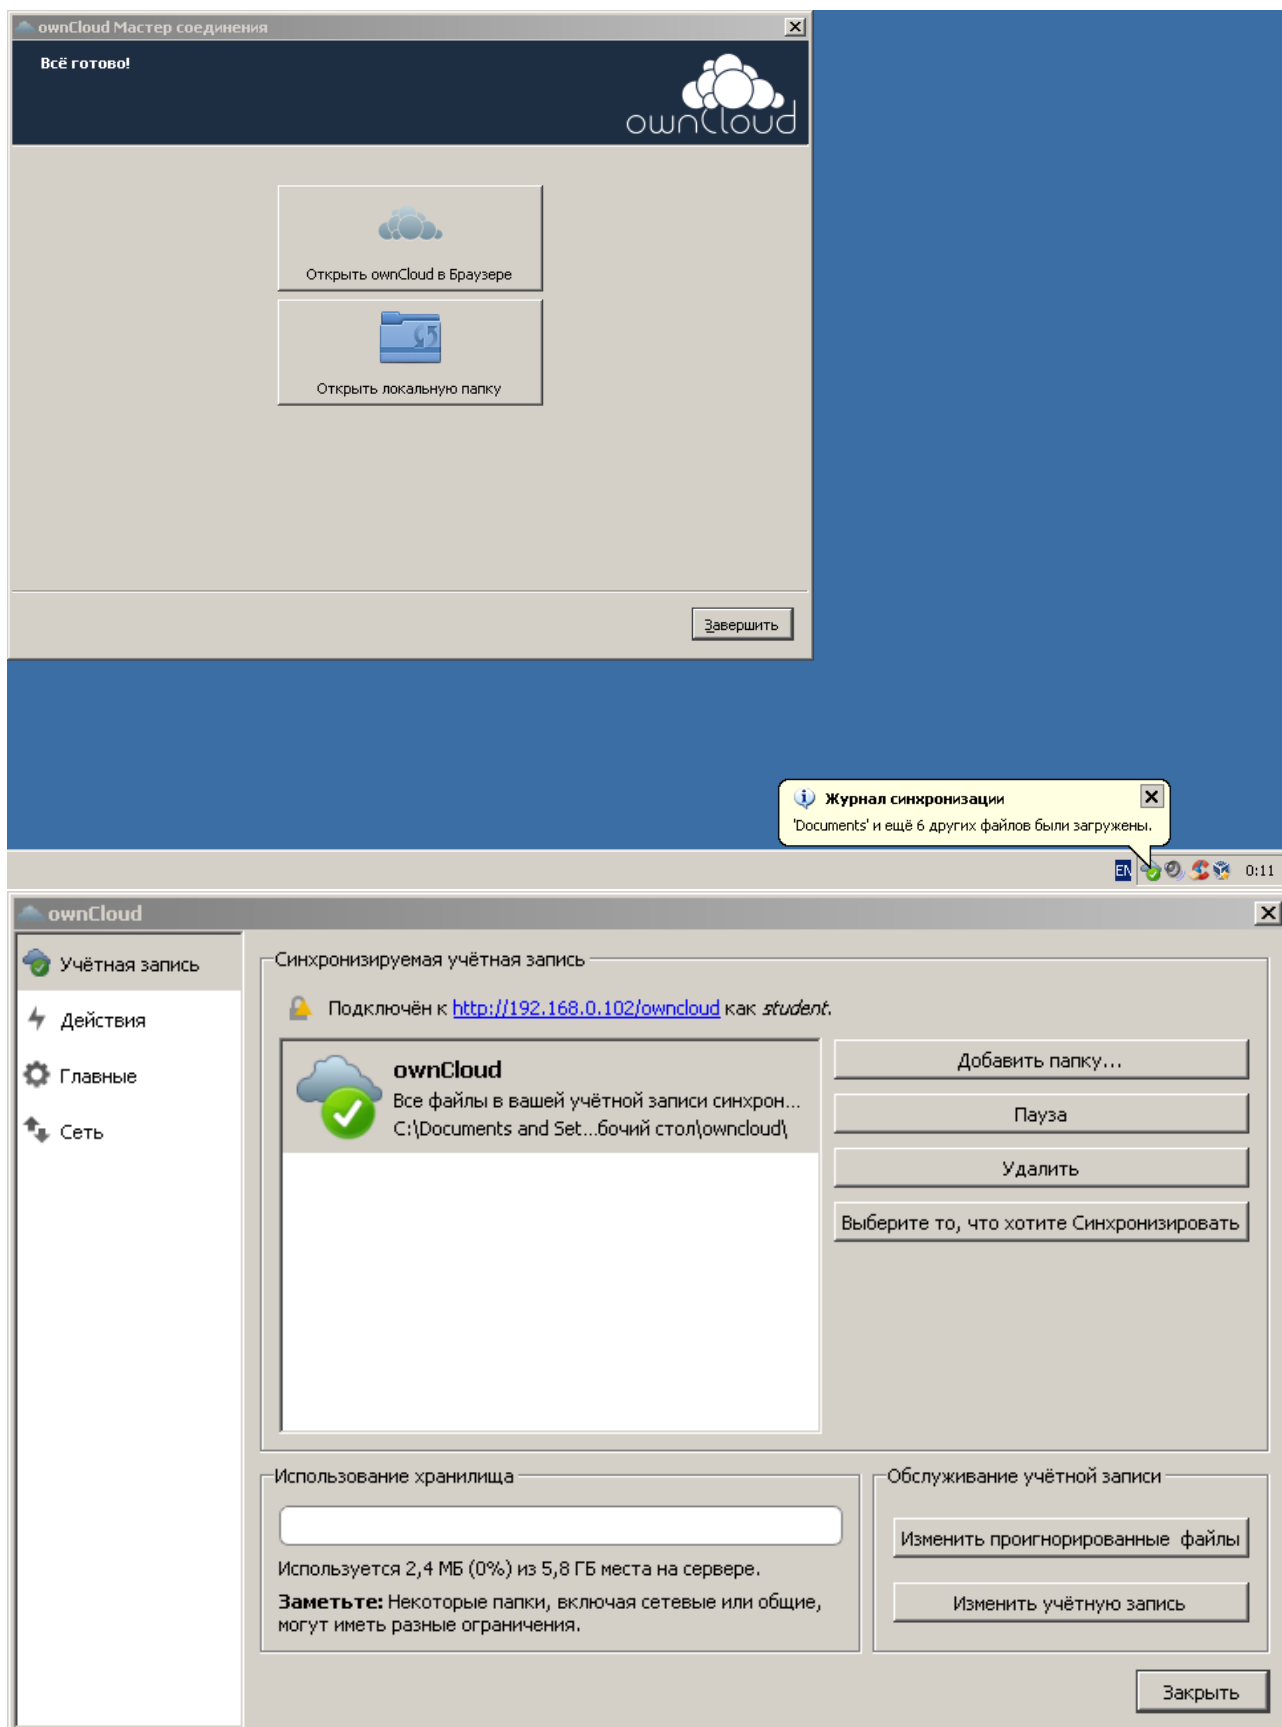 ownCloud Мастер соединения
Всё готово!
ownCloud
Открыть ownCloud в Браузере
Открыть локальную папку
Завершить
Журнал синхронизации
'Documents' и ещё 6 других файлов были загружены.
EN
0:11
ownCloud
Учётная запись
Действия
Главные
Сеть
Синхронизируемая учётная запись
Подключён к http://192.168.0.102/owncloud как student.
ownCloud
Все файлы в вашей учётной записи синхрон...
C:\Documents and Set...бочий стол\owncloud\
Добавить папку...
Пауза
Удалить
Выберите то, что хотите Синхронизировать
Использование хранилища
Используется 2,4 МБ (0%) из 5,8 ГБ места на сервере.
Заметьте: Некоторые папки, включая сетевые или общие,
могут иметь разные ограничения.
Обслуживание учётной записи
Изменить проигнорированные файлы
Изменить учётную запись
Закрыть